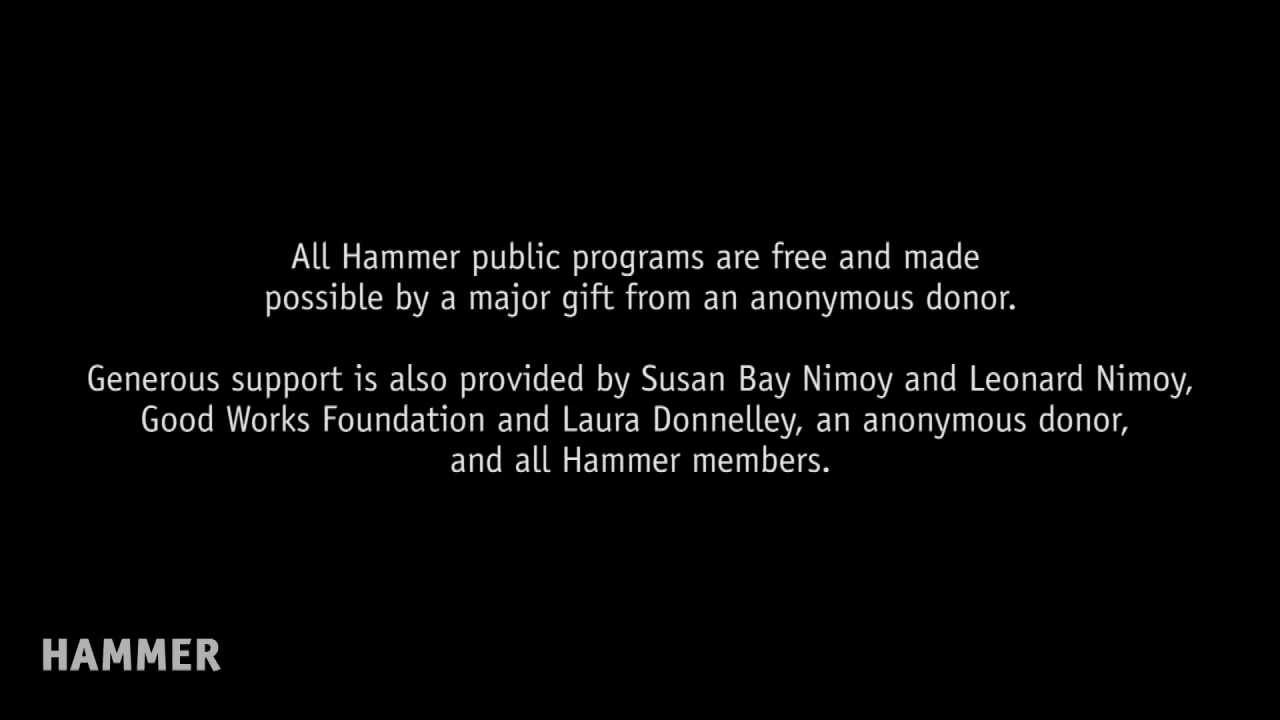 All Hammer public programs are free and made
possible by a major gift from an anonymous donor.
Generous support is also provided by Susan Bay Nimoy and Leonard Nimoy,
Good Works Foundation and Laura Donnelley, an anonymous donor,
and all Hammer members.
HAMMER